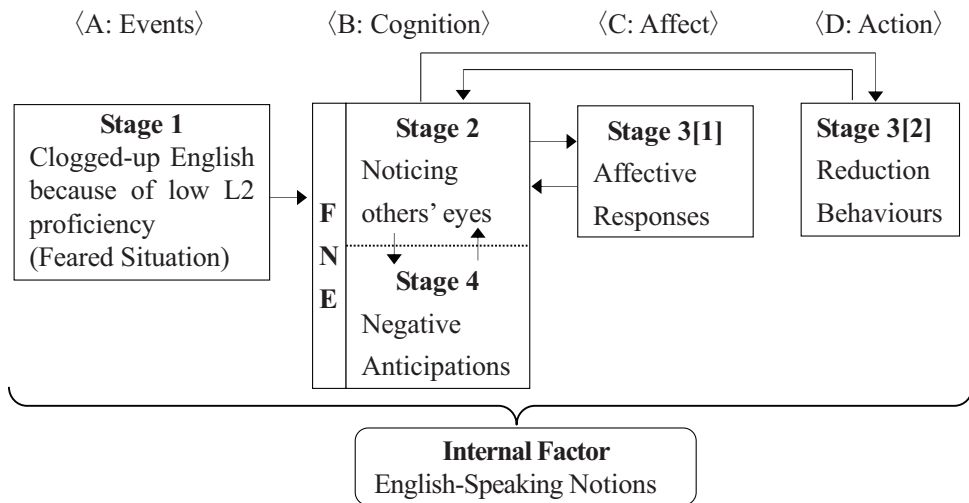 〈A: Events〉 〈B: Cognition〉 〈C: Affect〉 〈D: Action〉
Stage 1
Clogged-up English
because of low L2
proficiency
(Feared Situation)
F
N
E
Stage 2
Noticing
others’ eyes
Stage 4
Negative
Anticipations
Stage 3[1]
Affective
Responses
Stage 3[2]
Reduction
Behaviours
Internal Factor
English-Speaking Notions